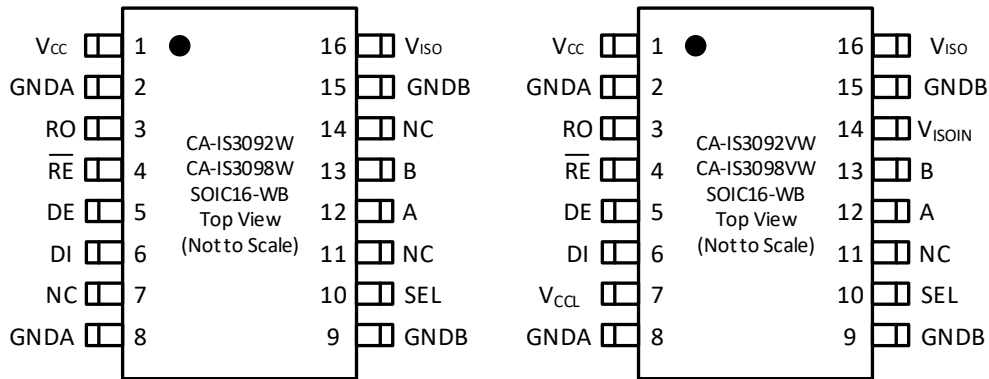 VCC 1 16 VISO
GNDA 2 15 GNDB
RO 3 14 NC
RE 4 13 B
DE 5 12 A
DI 6 11 NC
NC 7 10 SEL
GNDA 8 9 GNDB
CA-IS3092W
CA-IS3098W
SOIC16-WB
Top View
(Not to Scale)
VCC 1 16 VISO
GNDA 2 15 GNDB
RO 3 14 VISOIN
RE 4 13 B
DE 5 12 A
DI 6 11 NC
VCCL 7 10 SEL
GNDA 8 9 GNDB
CA-IS3092VW
CA-IS3098VW
SOIC16-WB
Top View
(Not to Scale)